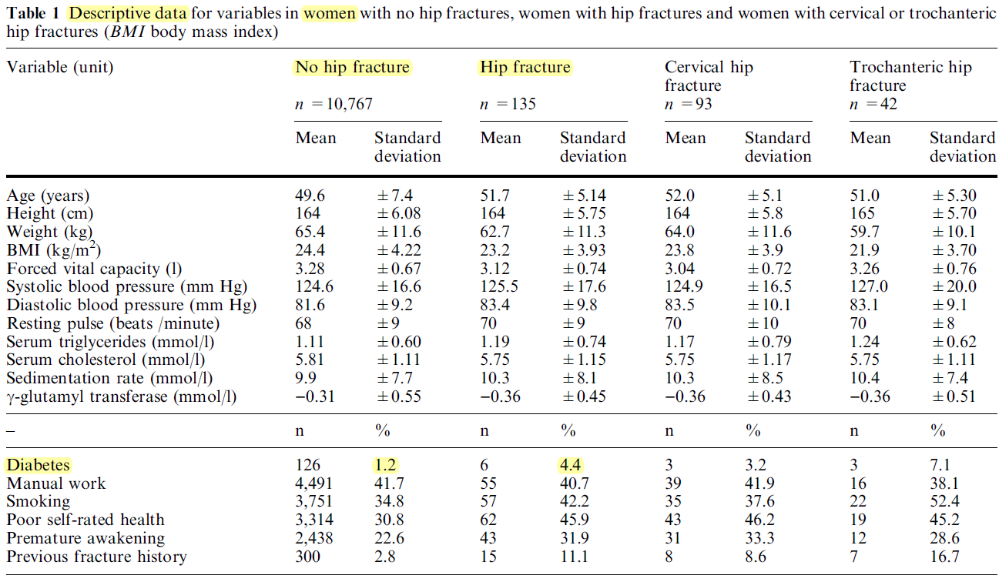 Table 1 Descriptive data for variables in women with no hip fractures, women with hip fractures and women with cervical or trochanteric
hip fractures (BMI body mass index)
Variable (unit) No hip fracture Hip fracture Cervical hip fracture Trochanteric hip fracture
n =10,767 n =135 n =93 n =42
Mean Standard deviation Mean Standard deviation Mean Standard deviation Mean Standard deviation
Age (years) 49.6 ±7.4 51.7 ±5.14 52.0 ±5.1 51.0 ±5.30
Height (cm) 164 ±6.08 164 ±5.75 164 ±5.8 165 ±5.70
Weight (kg) 65.4 ±11.6 62.7 ±11.3 64.0 ±11.6 59.7 ±10.1
BMI (kg/m²) 24.4 ±4.22 23.2 ±3.93 23.8 ±3.9 21.9 ±3.70
Forced vital capacity (l) 3.28 ±0.67 3.12 ±0.74 3.04 ±0.72 3.26 ±0.76
Systolic blood pressure (mm Hg) 124.6 ±16.6 125.5 ±17.6 124.9 ±16.5 127.0 ±20.0
Diastolic blood pressure (mm Hg) 81.6 ±9.2 83.4 ±9.8 83.5 ±10.1 83.1 ±9.1
Resting pulse (beats /minute) 68 ±9 70 ±9 70 ±10 70 ±8
Serum triglycerides (mmol/l) 1.11 ±0.60 1.19 ±0.74 1.17 ±0.79 1.24 ±0.62
Serum cholesterol (mmol/l) 5.81 ±1.11 5.75 ±1.15 5.75 ±1.17 5.75 ±1.11
Sedimentation rate (mmol/l) 9.9 ±7.7 10.3 ±8.1 10.3 ±8.5 10.4 ±7.4
γ-glutamyl transferase (mmol/l) −0.31 ±0.55 −0.36 ±0.45 −0.36 ±0.43 −0.36 ±0.51
– n % n % n % n %
Diabetes 126 1.2 6 4.4 3 3.2 3 7.1
Manual work 4,491 41.7 55 40.7 39 41.9 16 38.1
Smoking 3,751 34.8 57 42.2 35 37.6 22 52.4
Poor self-rated health 3,314 30.8 62 45.9 43 46.2 19 45.2
Premature awakening 2,438 22.6 43 31.9 31 33.3 12 28.6
Previous fracture history 300 2.8 15 11.1 8 8.6 7 16.7